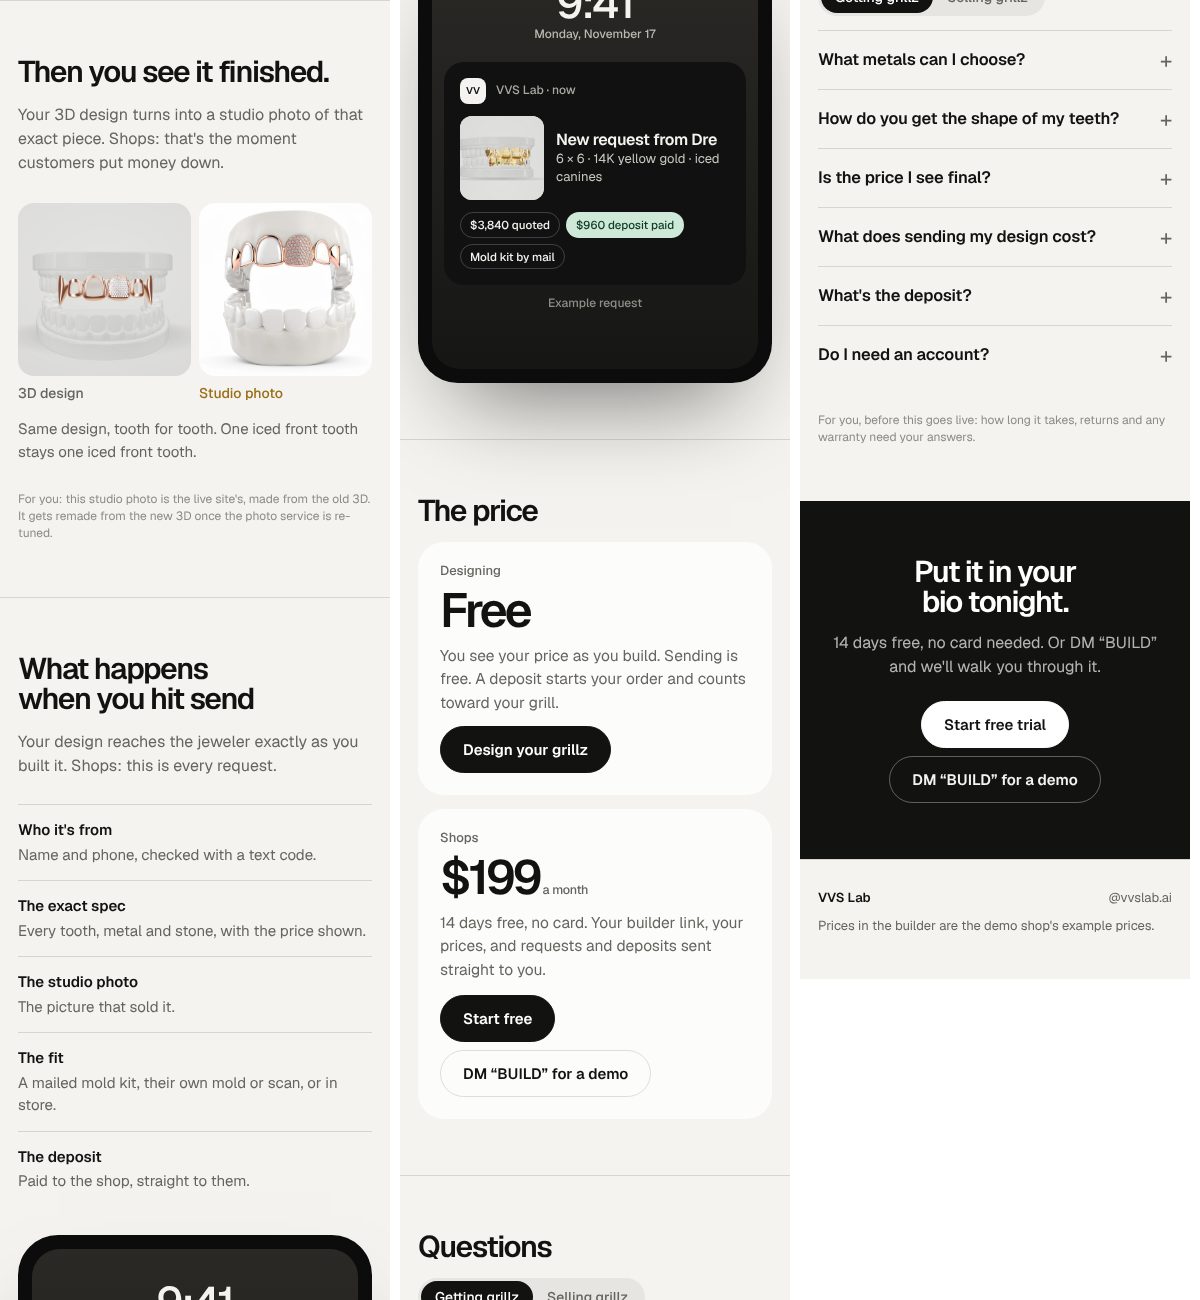 Then you see it finished.
Your 3D design turns into a studio photo of that
exact piece. Shops: that's the moment
customers put money down.
3D design
Studio photo
Same design, tooth for tooth. One iced front tooth
stays one iced front tooth.
For you: this studio photo is the live site's, made from the old 3D.
It gets remade from the new 3D once the photo service is re-
tuned.
What happens
when you hit send
Your design reaches the jeweler exactly as you
built it. Shops: this is every request.
Who it's from
Name and phone, checked with a text code.
The exact spec
Every tooth, metal and stone, with the price shown.
The studio photo
The picture that sold it.
The fit
A mailed mold kit, their own mold or scan, or in
store.
The deposit
Paid to the shop, straight to them.
9:41
9:41
Monday, November 17
VV
VVS Lab · now
New request from Dre
6 × 6 · 14K yellow gold · iced
canines
$3,840 quoted
$960 deposit paid
Mold kit by mail
Example request
The price
Designing
Free
You see your price as you build. Sending is
free. A deposit starts your order and counts
toward your grill.
Design your grillz
Shops
$199 a month
14 days free, no card. Your builder link, your
prices, and requests and deposits sent
straight to you.
Start free
DM “BUILD” for a demo
Questions
Getting grillz
Selling grillz
Getting grillz
Selling grillz
What metals can I choose? +
How do you get the shape of my teeth? +
Is the price I see final? +
What does sending my design cost? +
What's the deposit? +
Do I need an account? +
For you, before this goes live: how long it takes, returns and any
warranty need your answers.
Put it in your
bio tonight.
14 days free, no card needed. Or DM “BUILD”
and we'll walk you through it.
Start free trial
DM “BUILD” for a demo
VVS Lab
@vvslab.ai
Prices in the builder are the demo shop's example prices.